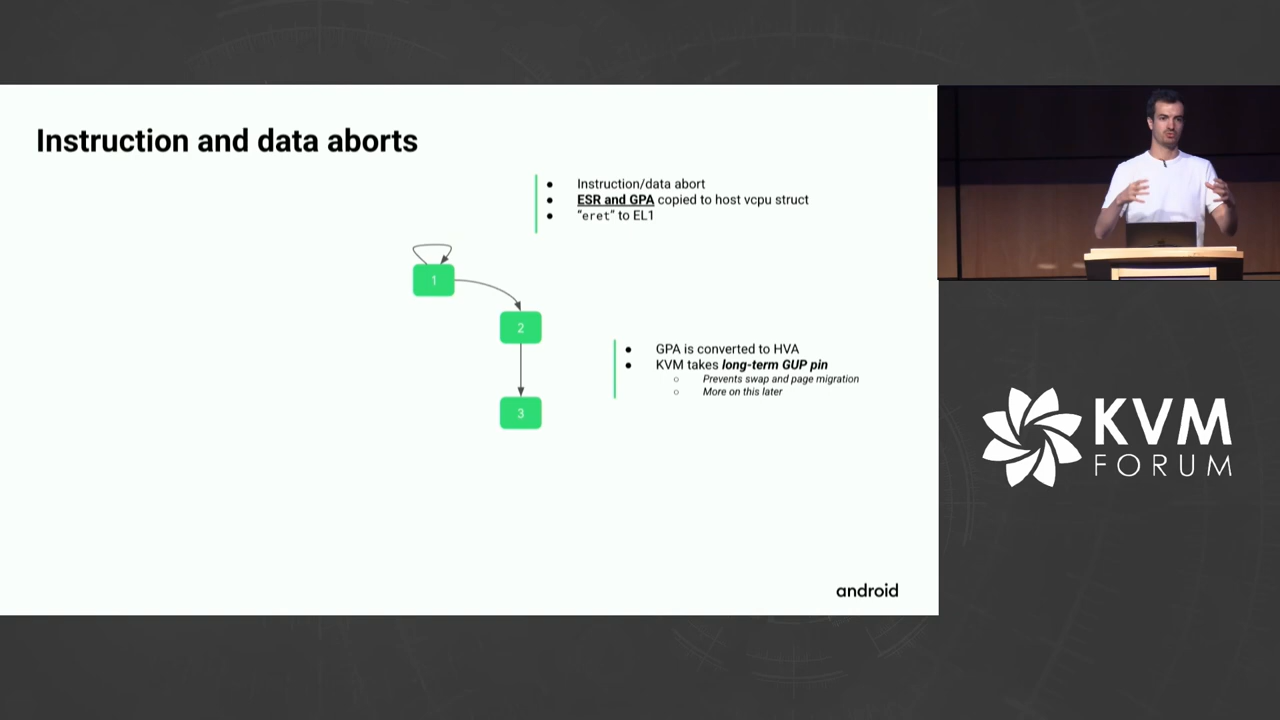 Instruction and data aborts
● Instruction/data abort
● ESR and GPA copied to host vcpu struct
● “eret” to EL1
1
2
● GPA is converted to HVA
● KVM takes long-term GUP pin
○ Prevents swap and page migration
○ More on this later
3
android
KVM
FORUM